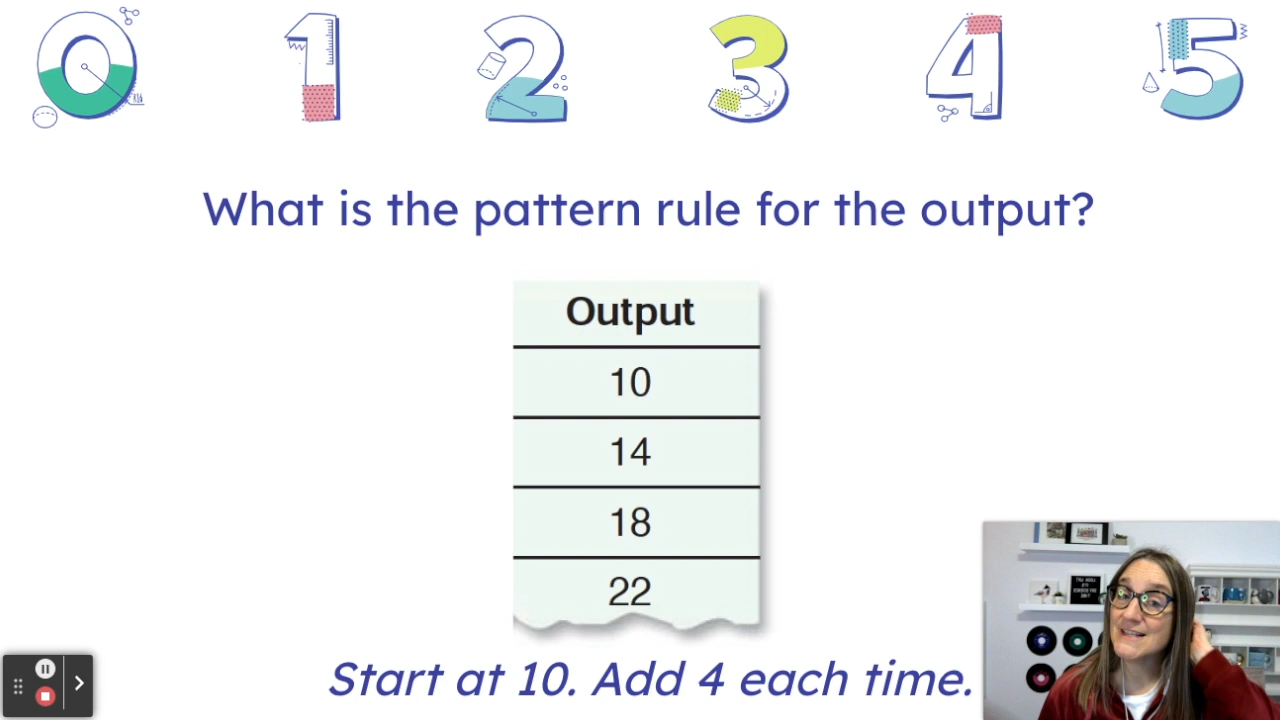 0 1 2 3 4 5
What is the pattern rule for the output?
Output
10
14
18
22
Start at 10. Add 4 each time.